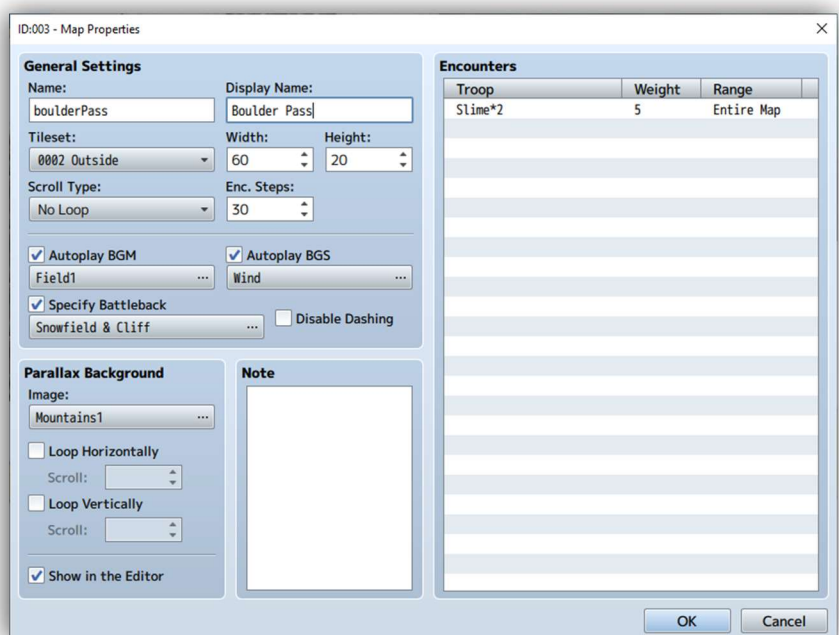 ID:003 - Map Properties
General Settings
Name:
Display Name:
boulderPass
Boulder Pass
Tileset:
Width:
Height:
0002 Outside
60
20
Scroll Type:
Enc. Steps:
No Loop
30
Autoplay BGM
Autoplay BGS
Field1
...
Wind
...
Specify Battleback
Snowfield & Cliff
...
Disable Dashing
Parallax Background
Image:
Mountains1
...
Loop Horizontally
Scroll:
Loop Vertically
Scroll:
Show in the Editor
Note
Encounters
Troop Weight Range
Slime*2 5 Entire Map
OK
Cancel